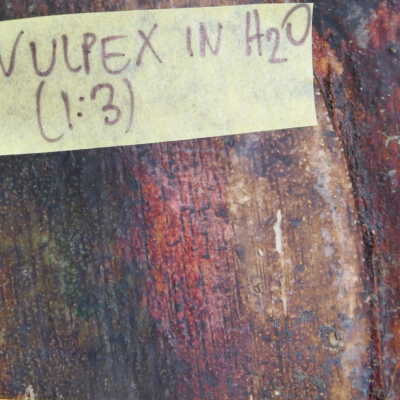 VULPEX IN H2O
(1:3)